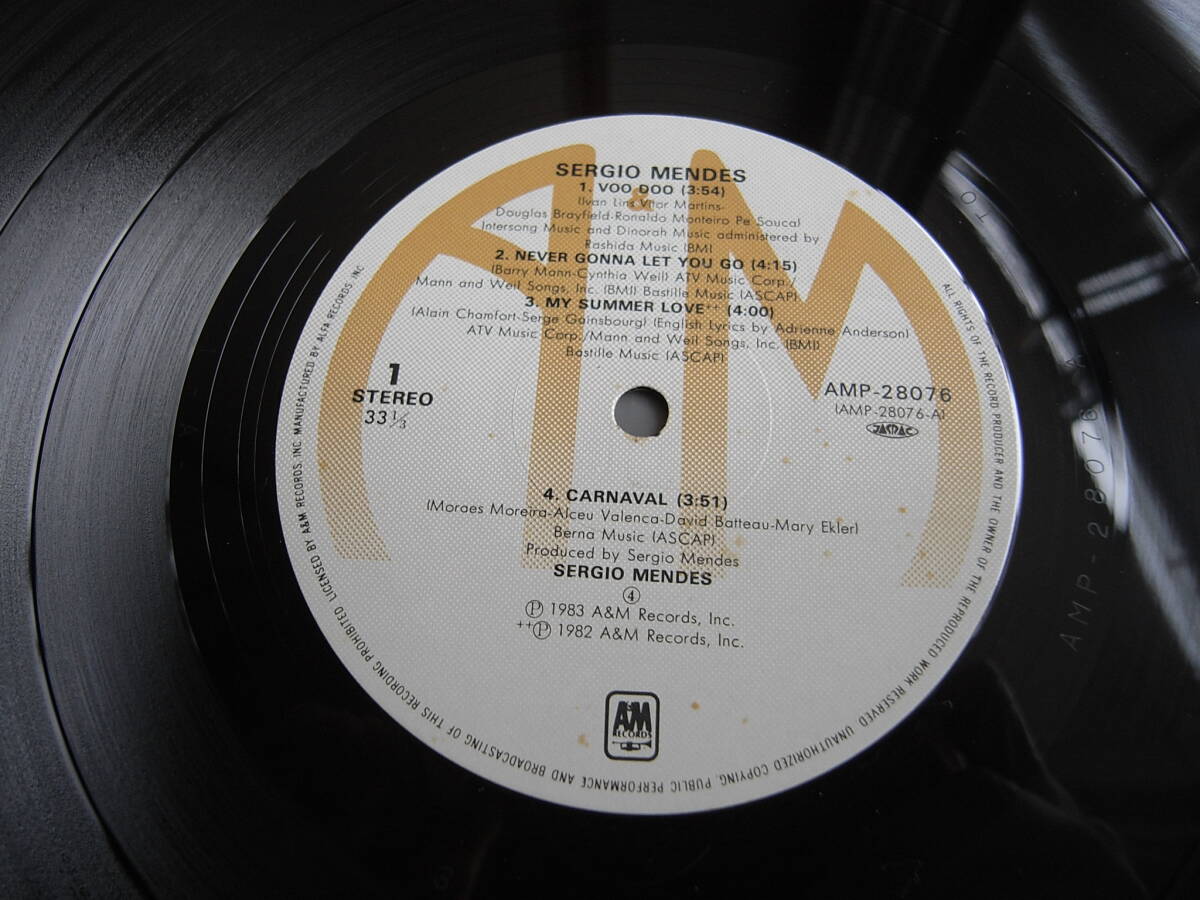 SERGIO MENDES
1. VOO DOO (3:54)
(Ivan Lins-Vitor Martins-
Douglas Brayfield-Ronaldo Monteiro Pe Souca)
Intersong Music and Dinorah Music administered by
Rashida Music (BMI)
2. NEVER GONNA LET YOU GO (4:15)
(Barry Mann-Cynthia Weil) ATV Music Corp./
Mann and Weil Songs, Inc. (BMI) Bastille Music (ASCAP)
3. MY SUMMER LOVE++ (4:00)
(Alain Chamfort-Serge Gainsbourg) (English Lyrics by Adrienne Anderson)
ATV Music Corp./Mann and Weil Songs, Inc. (BMI)
Bastille Music (ASCAP)
1
STEREO
33 1/3
AMP-28076
(AMP-28076-A)
JASRAC
4. CARNAVAL (3:51)
(Moraes Moreira-Alceu Valenca-David Batteau-Mary Ekler)
Berna Music (ASCAP)
Produced by Sergio Mendes
SERGIO MENDES
④
℗ 1983 A&M Records, Inc.
++℗ 1982 A&M Records, Inc.
A&M
RECORDS
ALL RIGHTS OF THE RECORD PRODUCER AND THE OWNER OF THE REPRODUCED WORK RESERVED UNAUTHORIZED COPYING, PUBLIC PERFORMANCE AND BROADCASTING OF THIS RECORDING PROHIBITED LICENSED BY A&M RECORDS, INC. MANUFACTURED BY ALFA RECORDS, INC.
AMP-28076
TO